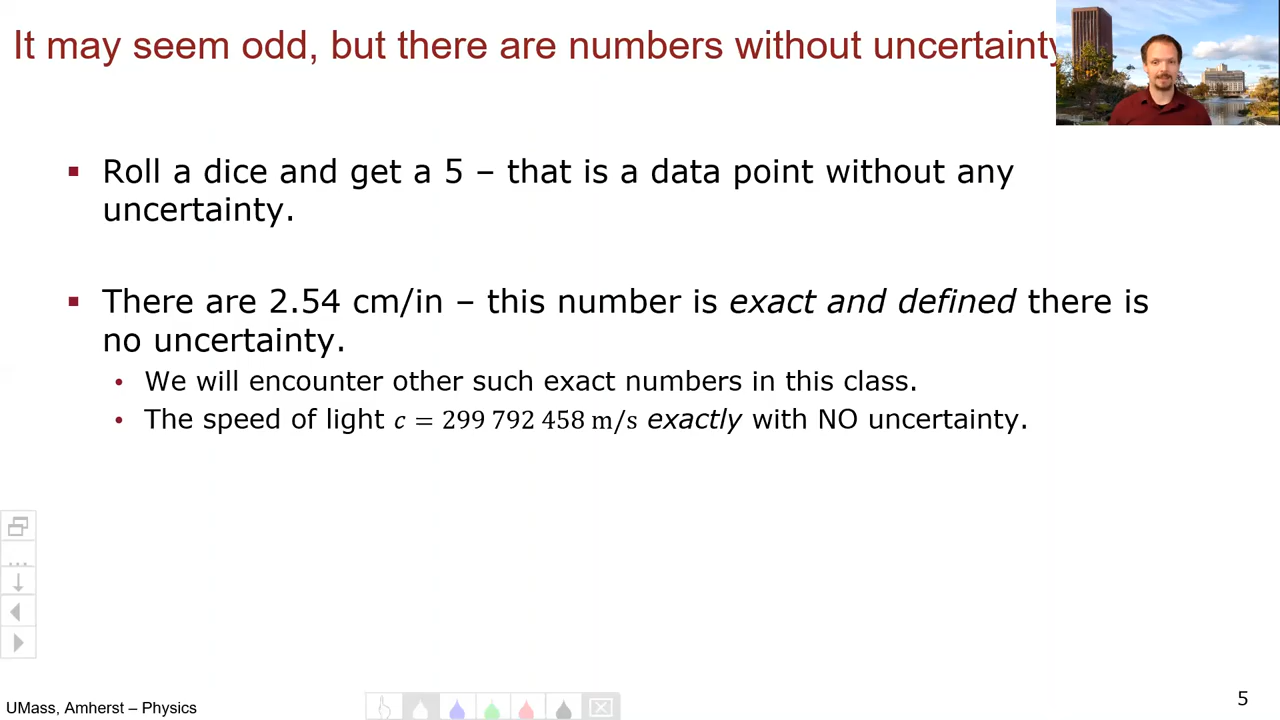 It may seem odd, but there are numbers without uncertainty
Roll a dice and get a 5 – that is a data point without any
uncertainty.
There are 2.54 cm/in – this number is exact and defined there is
no uncertainty.
We will encounter other such exact numbers in this class.
The speed of light c = 299 792 458 m/s exactly with NO uncertainty.
UMass, Amherst – Physics
5